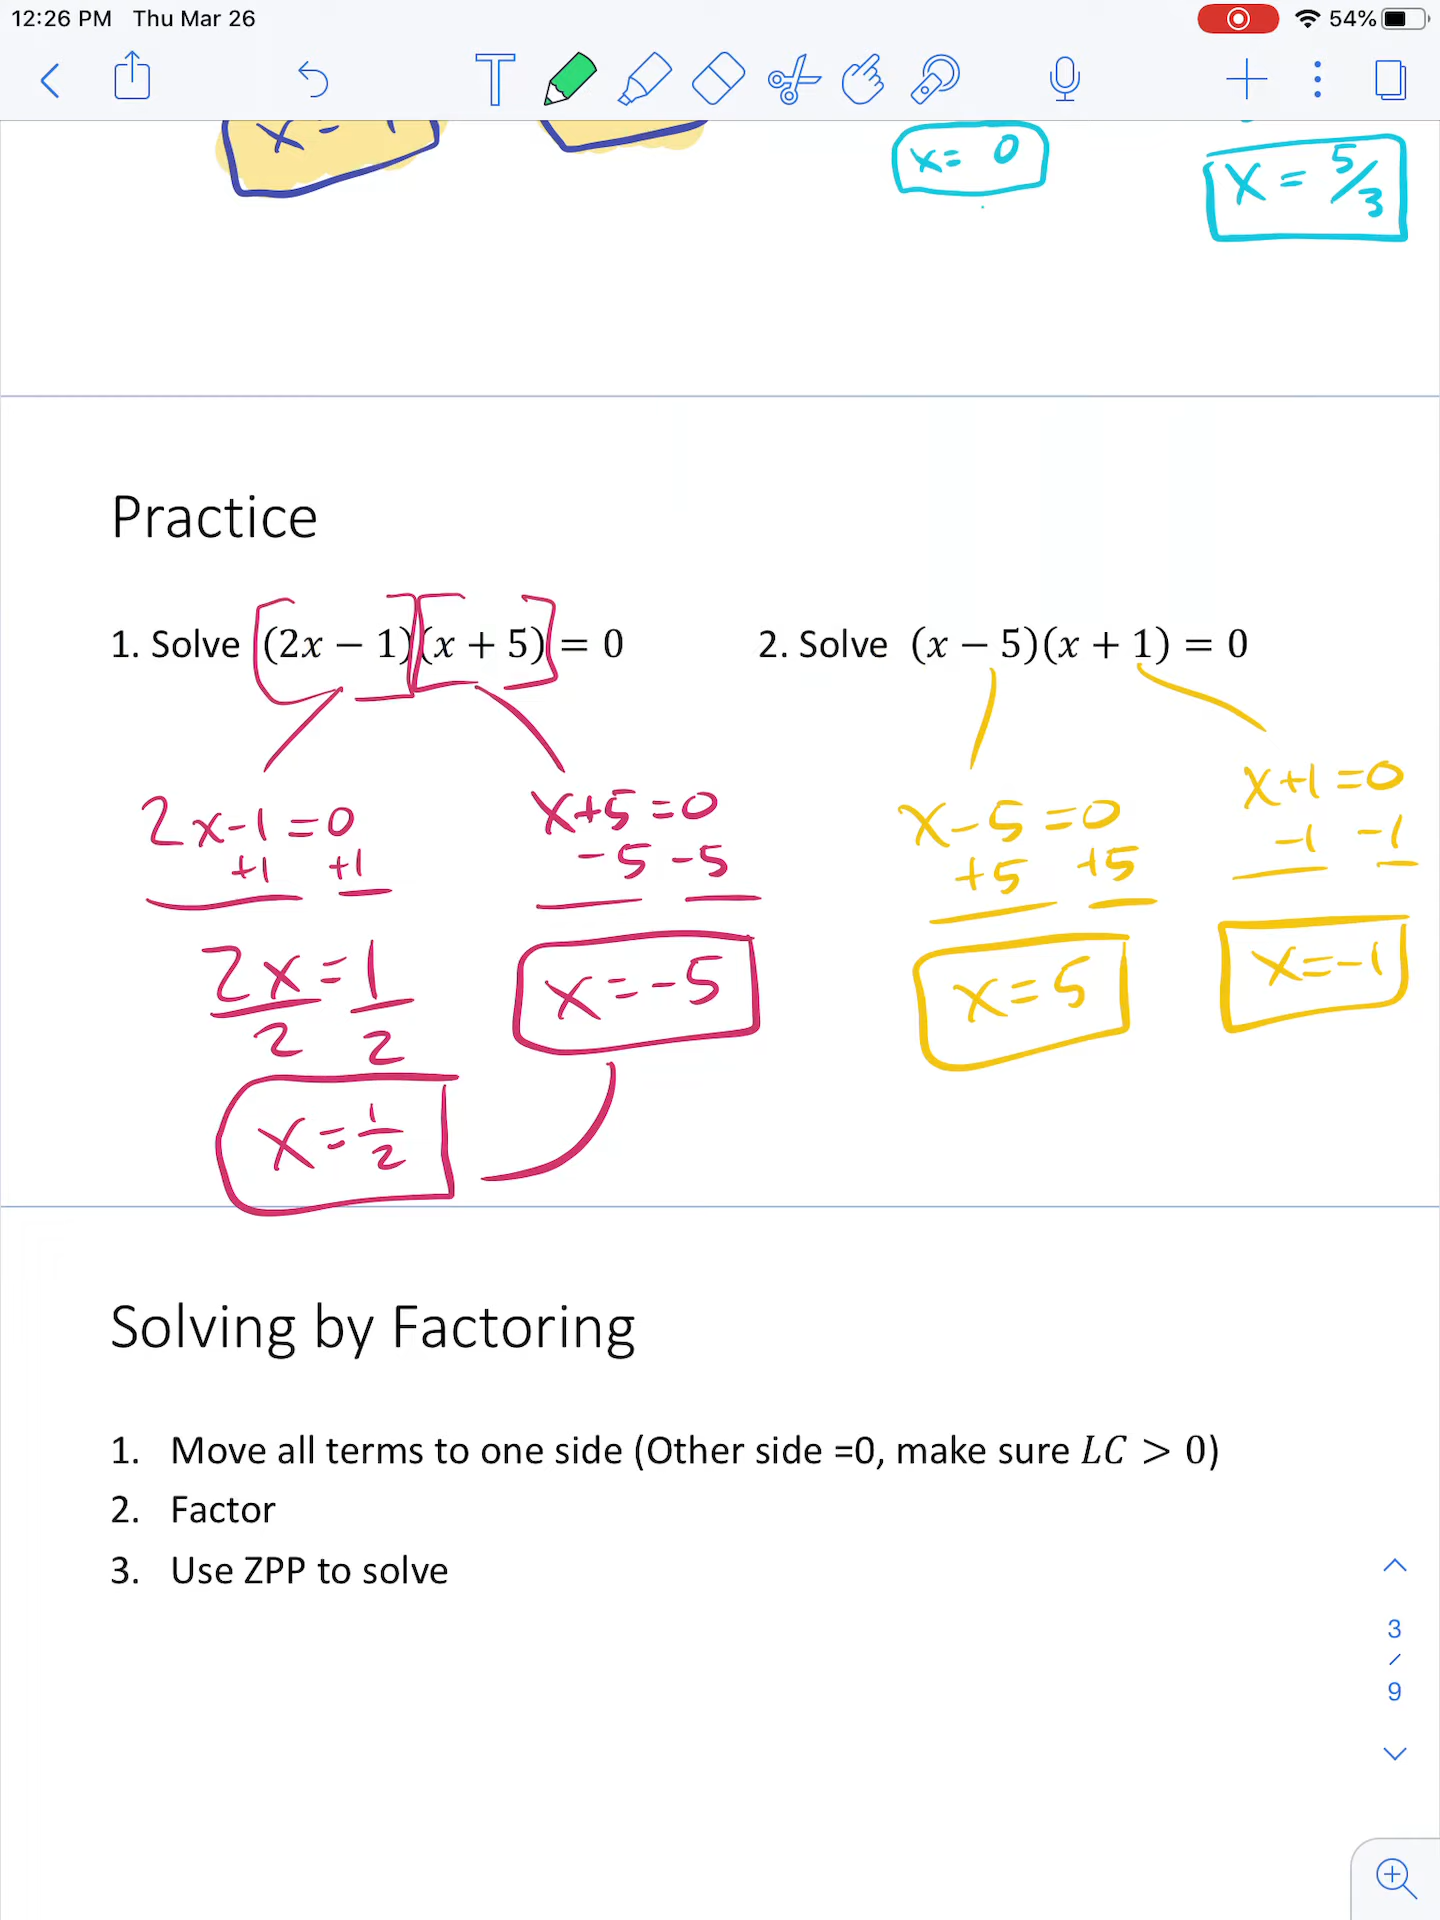 12:26 PM Thu Mar 26 54%
T
x = 0
x = 5/3
Practice
1. Solve (2x − 1)(x + 5) = 0
2. Solve (x − 5)(x + 1) = 0
2x-1=0
+1 +1
2x=1
2 2
x=1/2
x+5=0
-5 -5
x=-5
x-5=0
+5 +5
x=5
x+1=0
-1 -1
x=-1
Solving by Factoring
1. Move all terms to one side (Other side =0, make sure LC > 0)
2. Factor
3. Use ZPP to solve
3
/
9